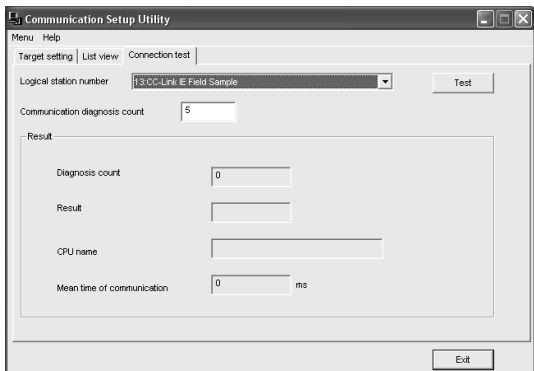 Communication Setup Utility
Menu Help
Target setting List view Connection test
Logical station number 13:CC-Link IE Field Sample Test
Communication diagnosis count 5
Result
Diagnosis count 0
Result
CPU name
Mean time of communication 0 ms
Exit